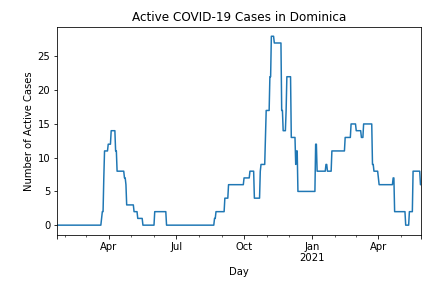 Active COVID-19 Cases in Dominica
Number of Active Cases
25
20
15
10
5
0
Apr
Jul
Oct
Jan
2021
Apr
Day